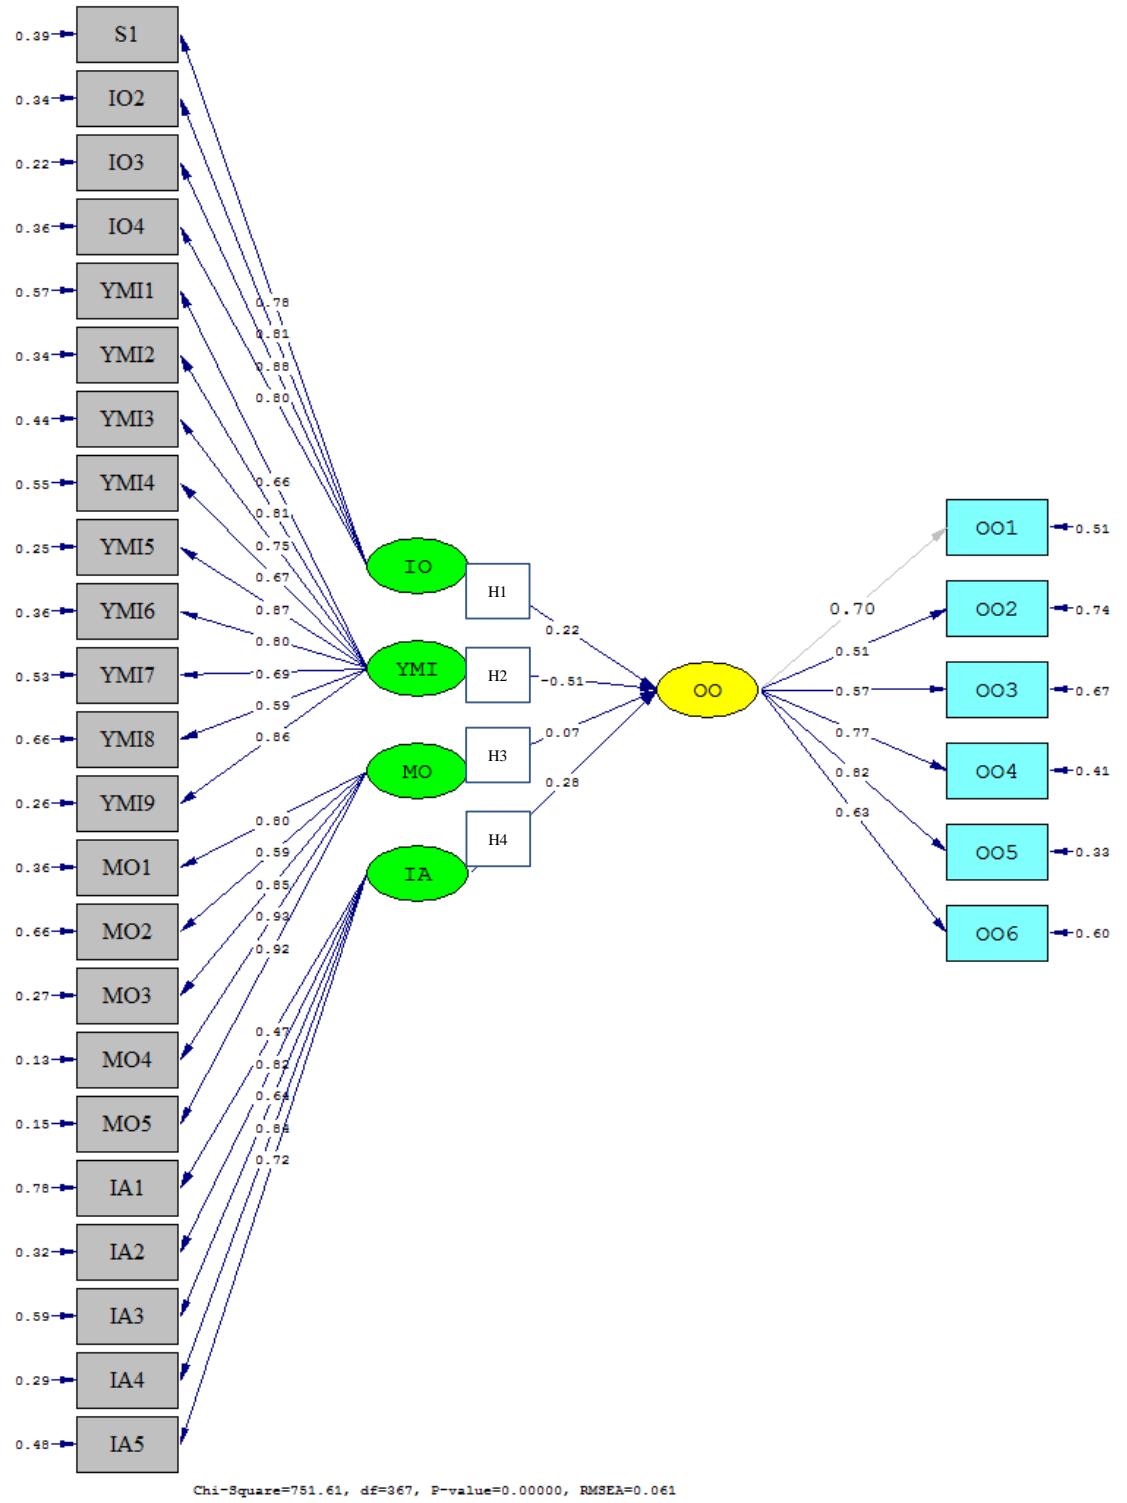 0.39 S1
0.34 IO2
0.22 IO3
0.36 IO4
0.57 YMI1
0.34 YMI2
0.44 YMI3
0.55 YMI4
0.25 YMI5
0.36 YMI6
0.53 YMI7
0.66 YMI8
0.26 YMI9
0.36 MO1
0.66 MO2
0.27 MO3
0.13 MO4
0.15 MO5
0.78 IA1
0.32 IA2
0.59 IA3
0.29 IA4
0.48 IA5
0.78
0.81
0.88
0.80
0.66
0.81
0.75
0.67
0.87
0.80
0.69
0.59
0.86
0.80
0.59
0.85
0.93
0.92
0.47
0.82
0.64
0.84
0.72
IO
YMI
MO
IA
H1
H2
H3
H4
0.22
-0.51
0.07
0.28
OO
0.70
0.51
0.57
0.77
0.82
0.63
OO1 0.51
OO2 0.74
OO3 0.67
OO4 0.41
OO5 0.33
OO6 0.60
Chi-Square=751.61, df=367, P-value=0.00000, RMSEA=0.061